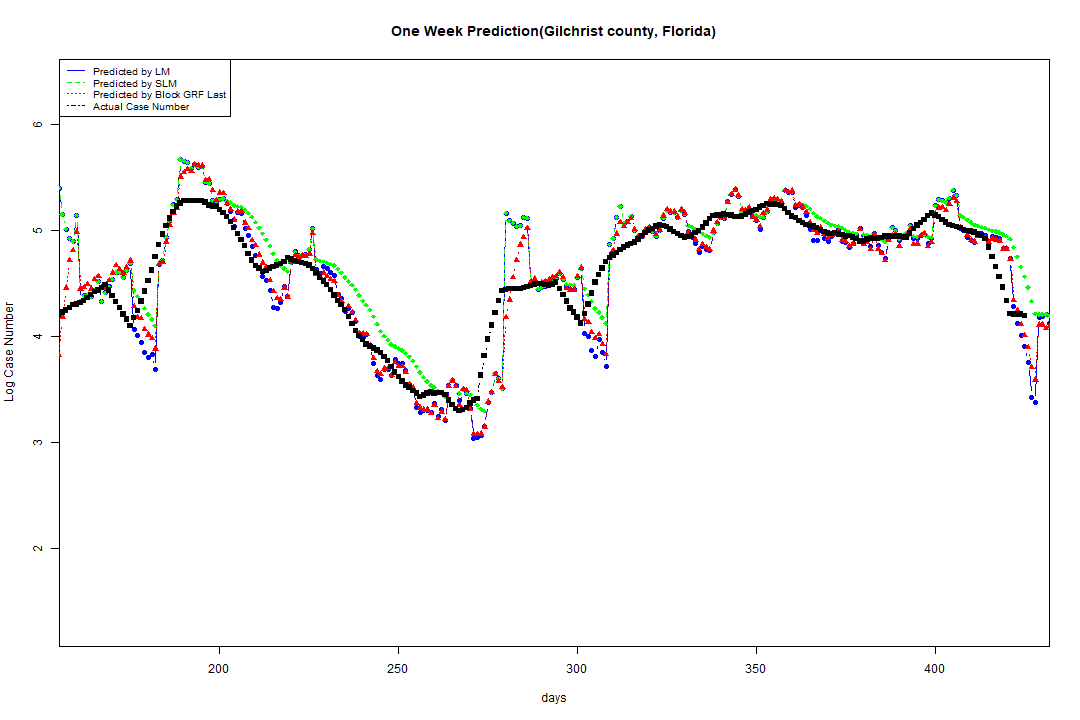 One Week Prediction(Gilchrist county, Florida)
Predicted by LM
Predicted by SLM
Predicted by Block GRF Last
Actual Case Number
Log Case Number
6
5
4
3
2
200 250 300 350 400
days